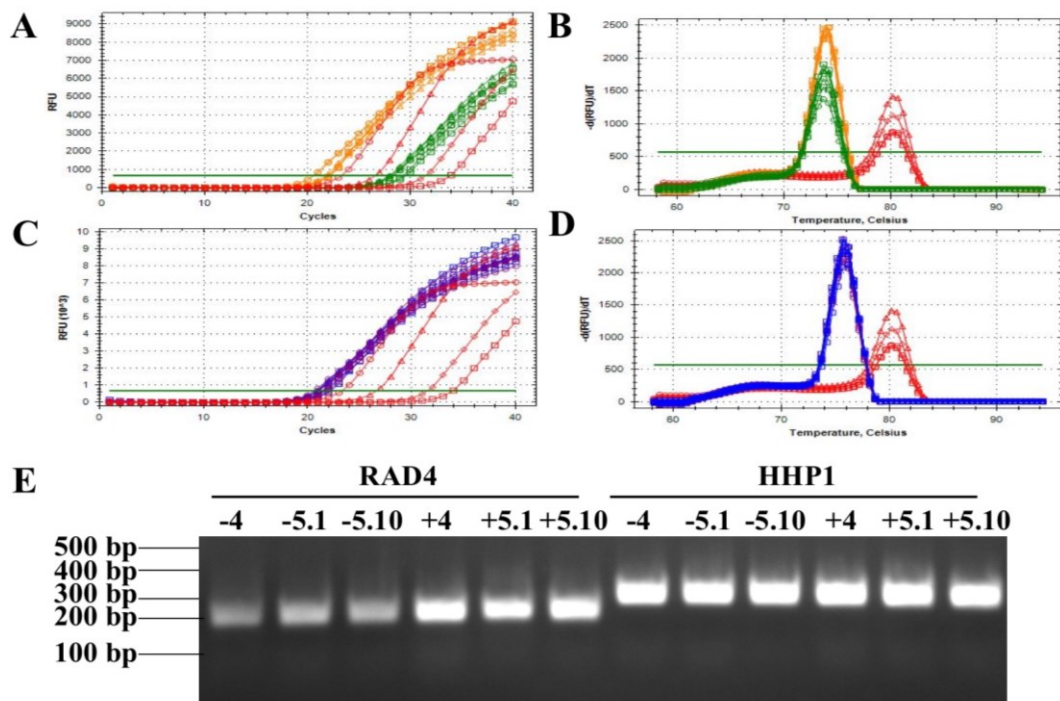 A
B
9000
8000
7000
6000
5000
4000
3000
2000
1000
0
RFU
0 10 20 30 40
Cycles
2500
2000
1500
1000
500
0
-d(RFU)/dT
60 70 80 90
Temperature, Celsius
C
D
10
9
8
7
6
5
4
3
2
1
0
RFU (10^3)
0 10 20 30 40
Cycles
2500
2000
1500
1000
500
0
-d(RFU)/dT
60 70 80 90
Temperature, Celsius
E
RAD4 HHP1
-4 -5.1 -5.10 +4 +5.1 +5.10 -4 -5.1 -5.10 +4 +5.1 +5.10
500 bp
400 bp
300 bp
200 bp
100 bp